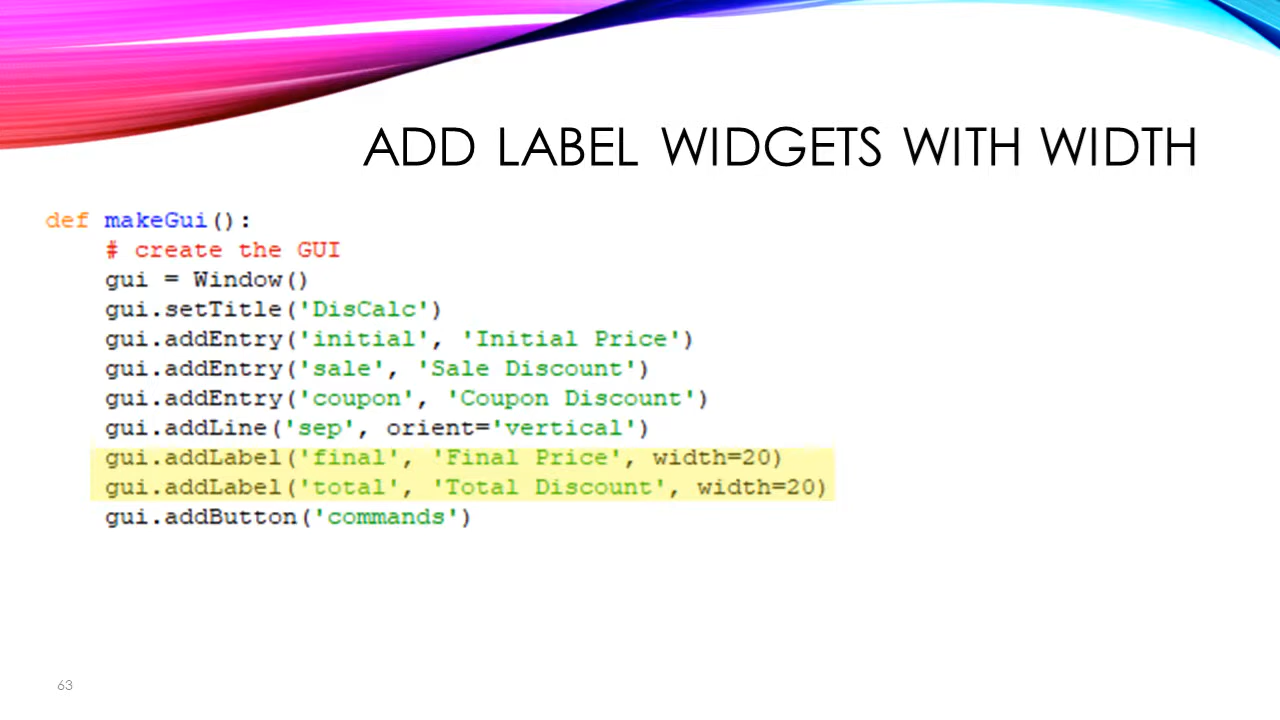 ADD LABEL WIDGETS WITH WIDTH
def makeGui():
    # create the GUI
    gui = Window()
    gui.setTitle('DisCalc')
    gui.addEntry('initial', 'Initial Price')
    gui.addEntry('sale', 'Sale Discount')
    gui.addEntry('coupon', 'Coupon Discount')
    gui.addLine('sep', orient='vertical')
    gui.addLabel('final', 'Final Price', width=20)
    gui.addLabel('total', 'Total Discount', width=20)
    gui.addButton('commands')
63